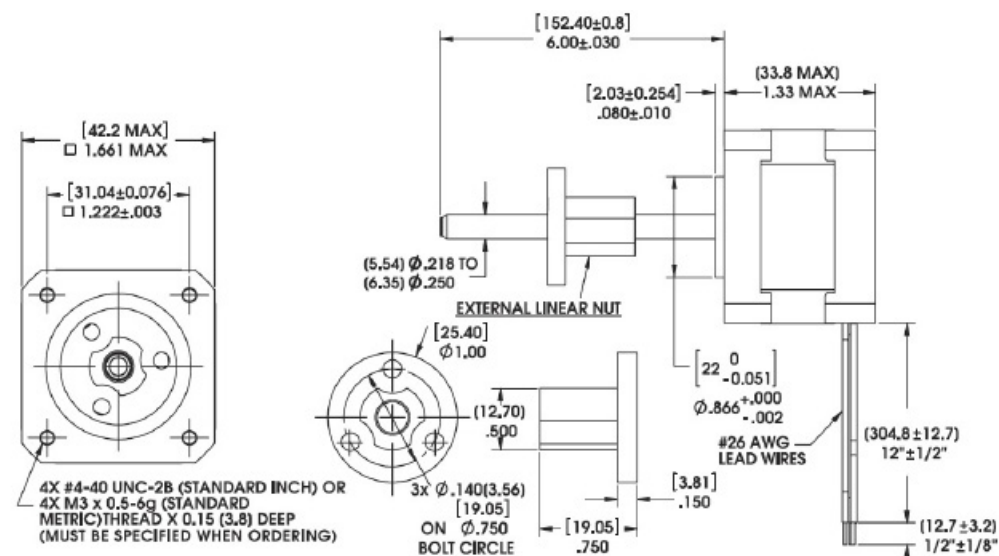 [152.40±0.8]
6.00±.030
(33.8 MAX)
1.33 MAX
[2.03±0.254]
.080±.010
[42.2 MAX]
□ 1.661 MAX
[31.04±0.076]
□ 1.222±.003
(5.54) Ø.218 TO
(6.35) Ø.250
EXTERNAL LINEAR NUT
[25.40]
Ø1.00
[22 0 -0.051]
Ø.866 +.000 -.002
(12.70)
.500
#26 AWG
LEAD WIRES
(304.8±12.7)
12"±1/2"
4X #4-40 UNC-2B (STANDARD INCH) OR
4X M3 x 0.5-6g (STANDARD
METRIC)THREAD X 0.15 (3.8) DEEP
(MUST BE SPECIFIED WHEN ORDERING)
3x Ø.140(3.56)
[19.05]
ON Ø.750
BOLT CIRCLE
[3.81]
.150
[19.05]
.750
(12.7±3.2)
1/2"±1/8"